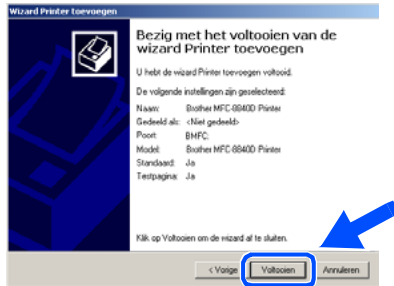 Wizard Printer toevoegen
Bezig met het voltooien van de
wizard Printer toevoegen
U hebt de wizard Printer toevoegen voltooid.
De volgende instellingen zijn geselecteerd:
Naam: Brother MFC-8840D Printer
Gedeeld als: <Niet gedeeld>
Poort: BMFC:
Model: Brother MFC-8840D Printer
Standaard: Ja
Testpagina: Ja
Klik op Voltooien om de wizard af te sluiten.
< Vorige Voltooien Annuleren